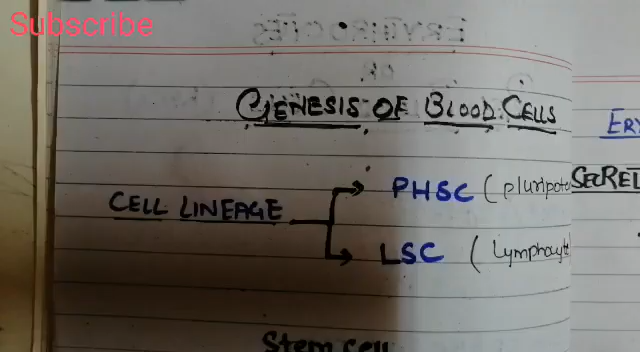 Subscribe
GENESIS OF BLOOD CELLS
CELL LINEAGE
PHSC (pluripote
LSC (lymphocyt
Stem cell
ERY
SECRET